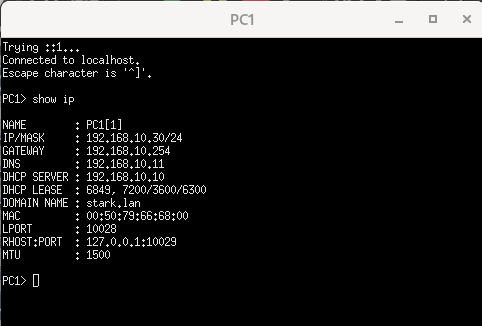 PC1
Trying ::1...
Connected to localhost.
Escape character is '^]'.
PC1> show ip
NAME        : PC1[1]
IP/MASK     : 192.168.10.30/24
GATEWAY     : 192.168.10.254
DNS         : 192.168.10.11
DHCP SERVER : 192.168.10.10
DHCP LEASE  : 6849, 7200/3600/6300
DOMAIN NAME : stark.lan
MAC         : 00:50:79:66:68:00
LPORT       : 10028
RHOST:PORT  : 127.0.0.1:10029
MTU         : 1500
PC1>